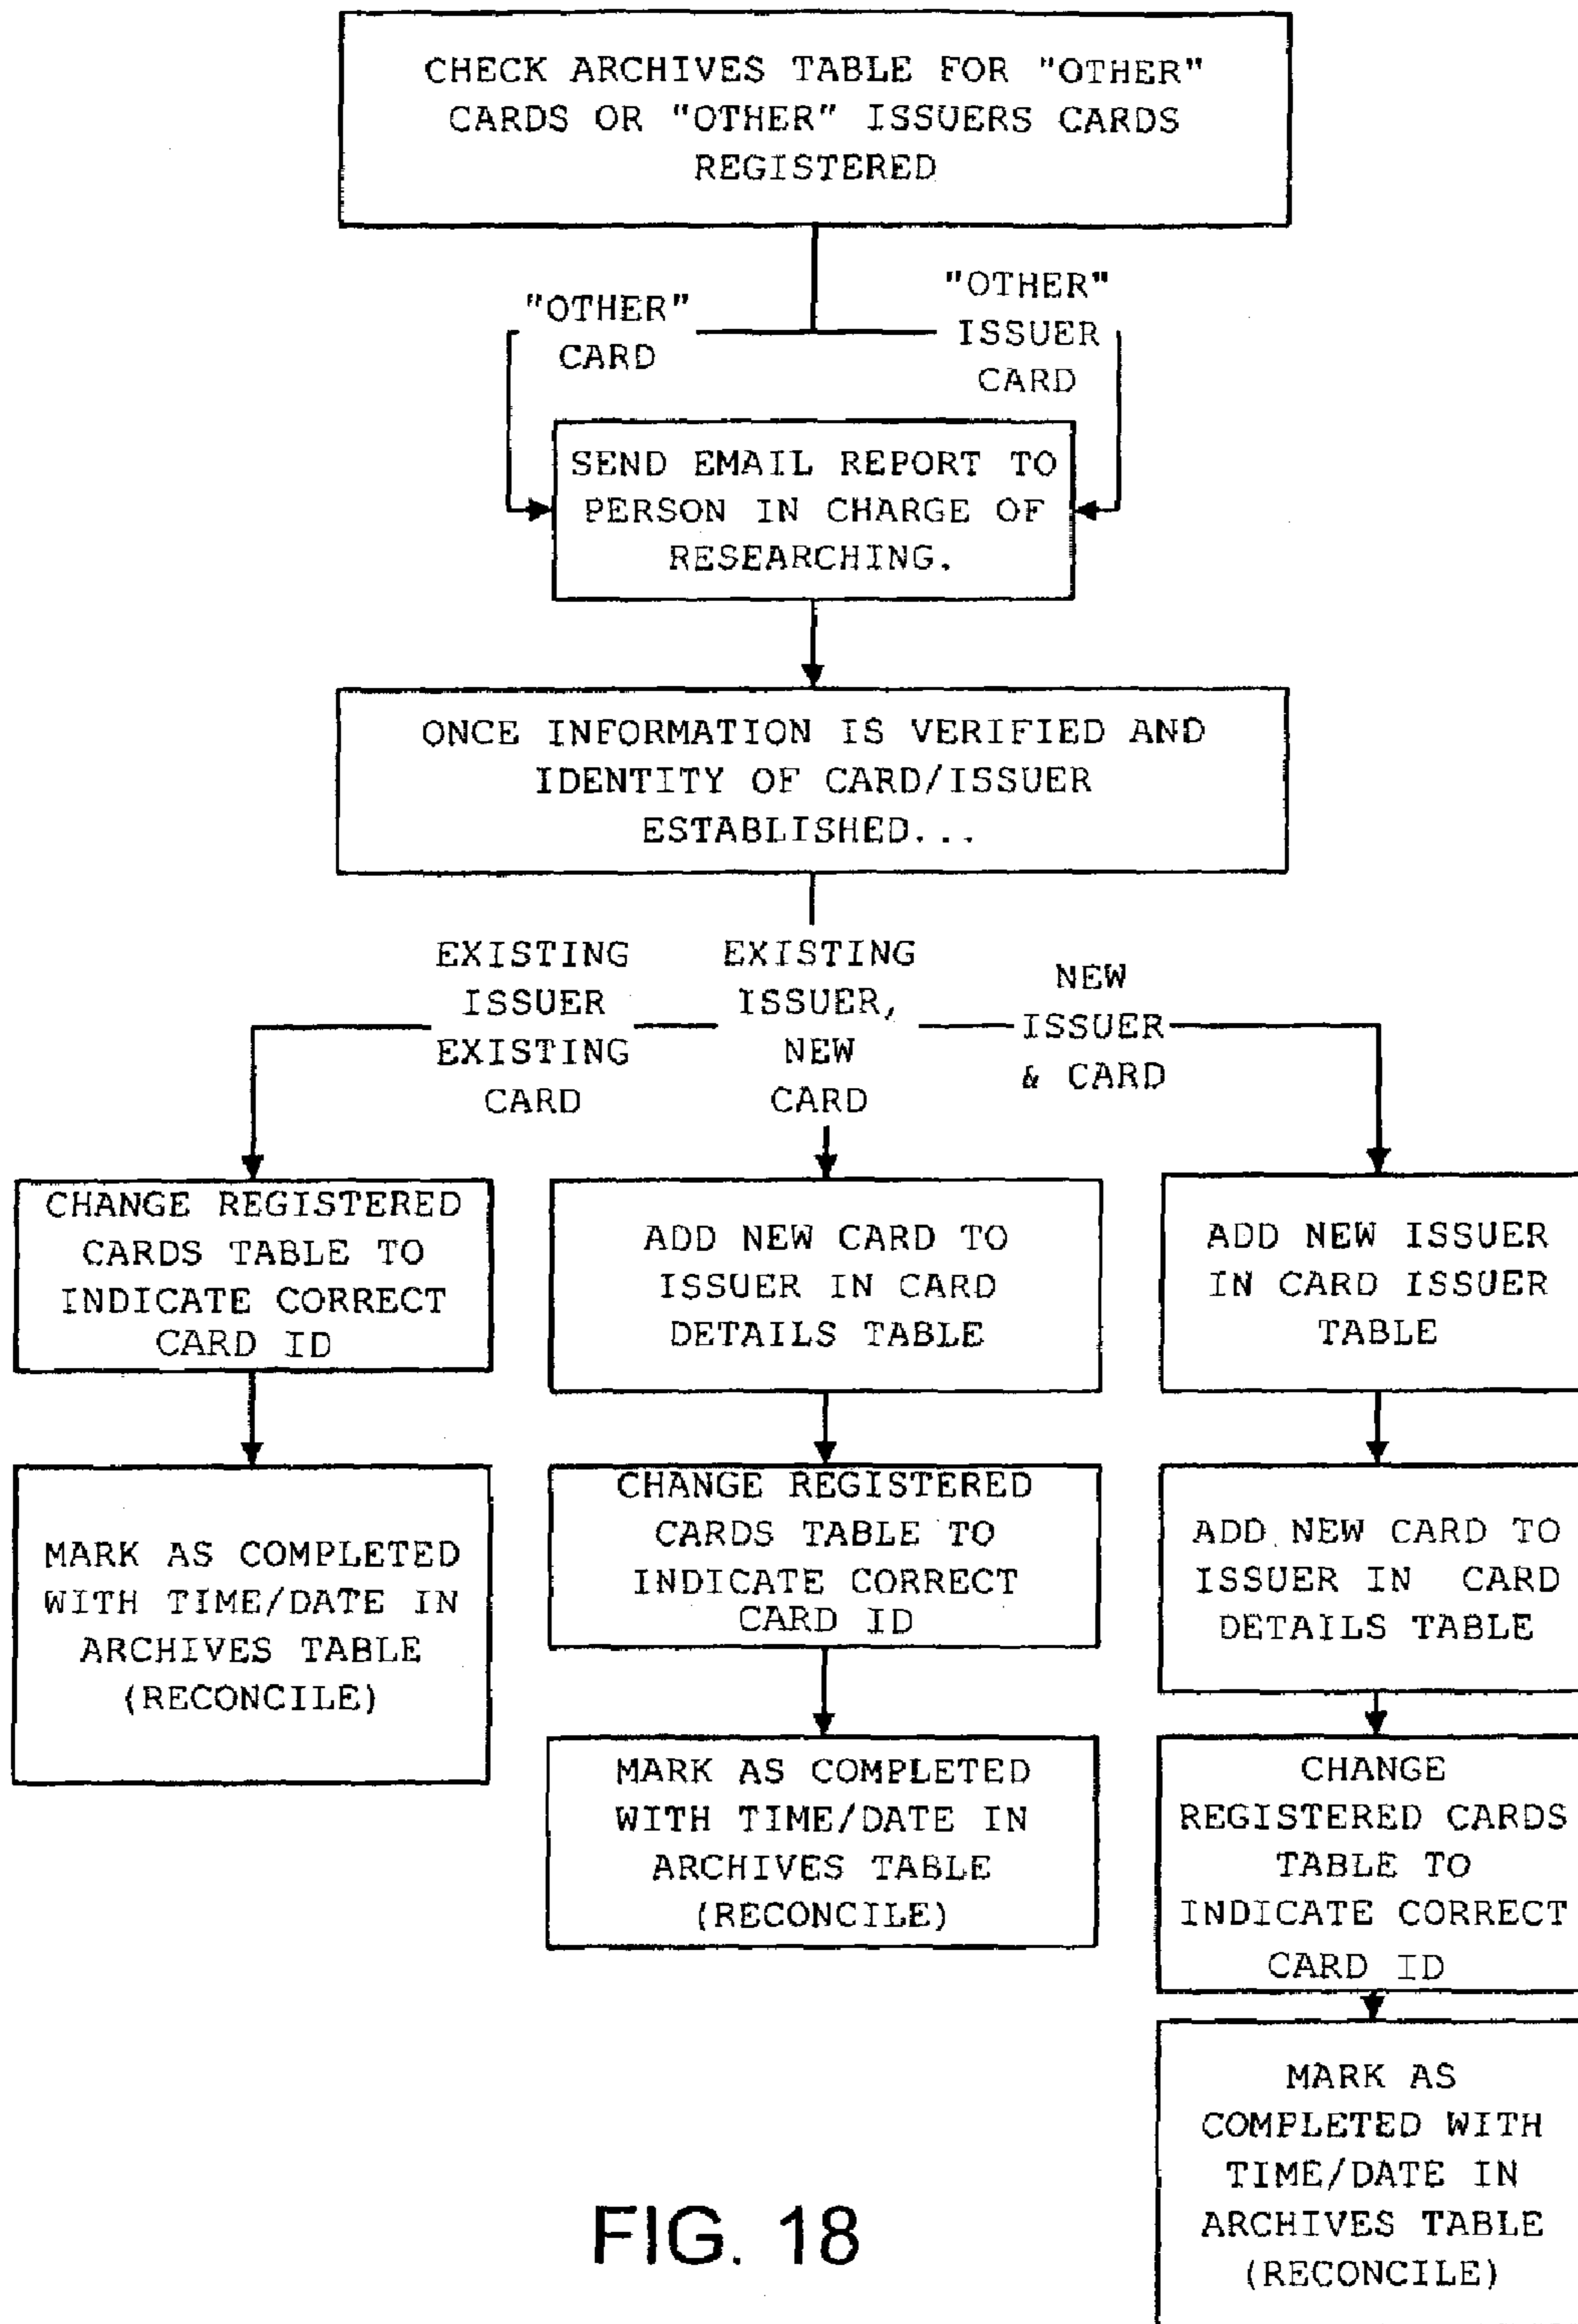 CHECK ARCHIVES TABLE FOR "OTHER"
CARDS OR "OTHER" ISSUERS CARDS
REGISTERED
"OTHER"
CARD
"OTHER"
ISSUER
CARD
SEND EMAIL REPORT TO
PERSON IN CHARGE OF
RESEARCHING.
ONCE INFORMATION IS VERIFIED AND
IDENTITY OF CARD/ISSUER
ESTABLISHED...
EXISTING
ISSUER
EXISTING
CARD
EXISTING
ISSUER,
NEW
CARD
NEW
ISSUER
& CARD
CHANGE REGISTERED
CARDS TABLE TO
INDICATE CORRECT
CARD ID
MARK AS COMPLETED
WITH TIME/DATE IN
ARCHIVES TABLE
(RECONCILE)
ADD NEW CARD TO
ISSUER IN CARD
DETAILS TABLE
CHANGE REGISTERED
CARDS TABLE TO
INDICATE CORRECT
CARD ID
MARK AS COMPLETED
WITH TIME/DATE IN
ARCHIVES TABLE
(RECONCILE)
ADD NEW ISSUER
IN CARD ISSUER
TABLE
ADD NEW CARD TO
ISSUER IN CARD
DETAILS TABLE
CHANGE
REGISTERED CARDS
TABLE TO
INDICATE CORRECT
CARD ID
MARK AS
COMPLETED WITH
TIME/DATE IN
ARCHIVES TABLE
(RECONCILE)
FIG. 18